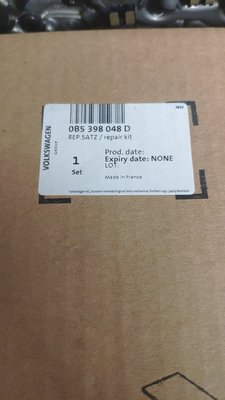 VOLKSWAGEN
GROUP
0B5 398 048 D
REP.SATZ / repair kit
1
Set
Prod. date:
Expiry date: NONE
LOT:
Made in France